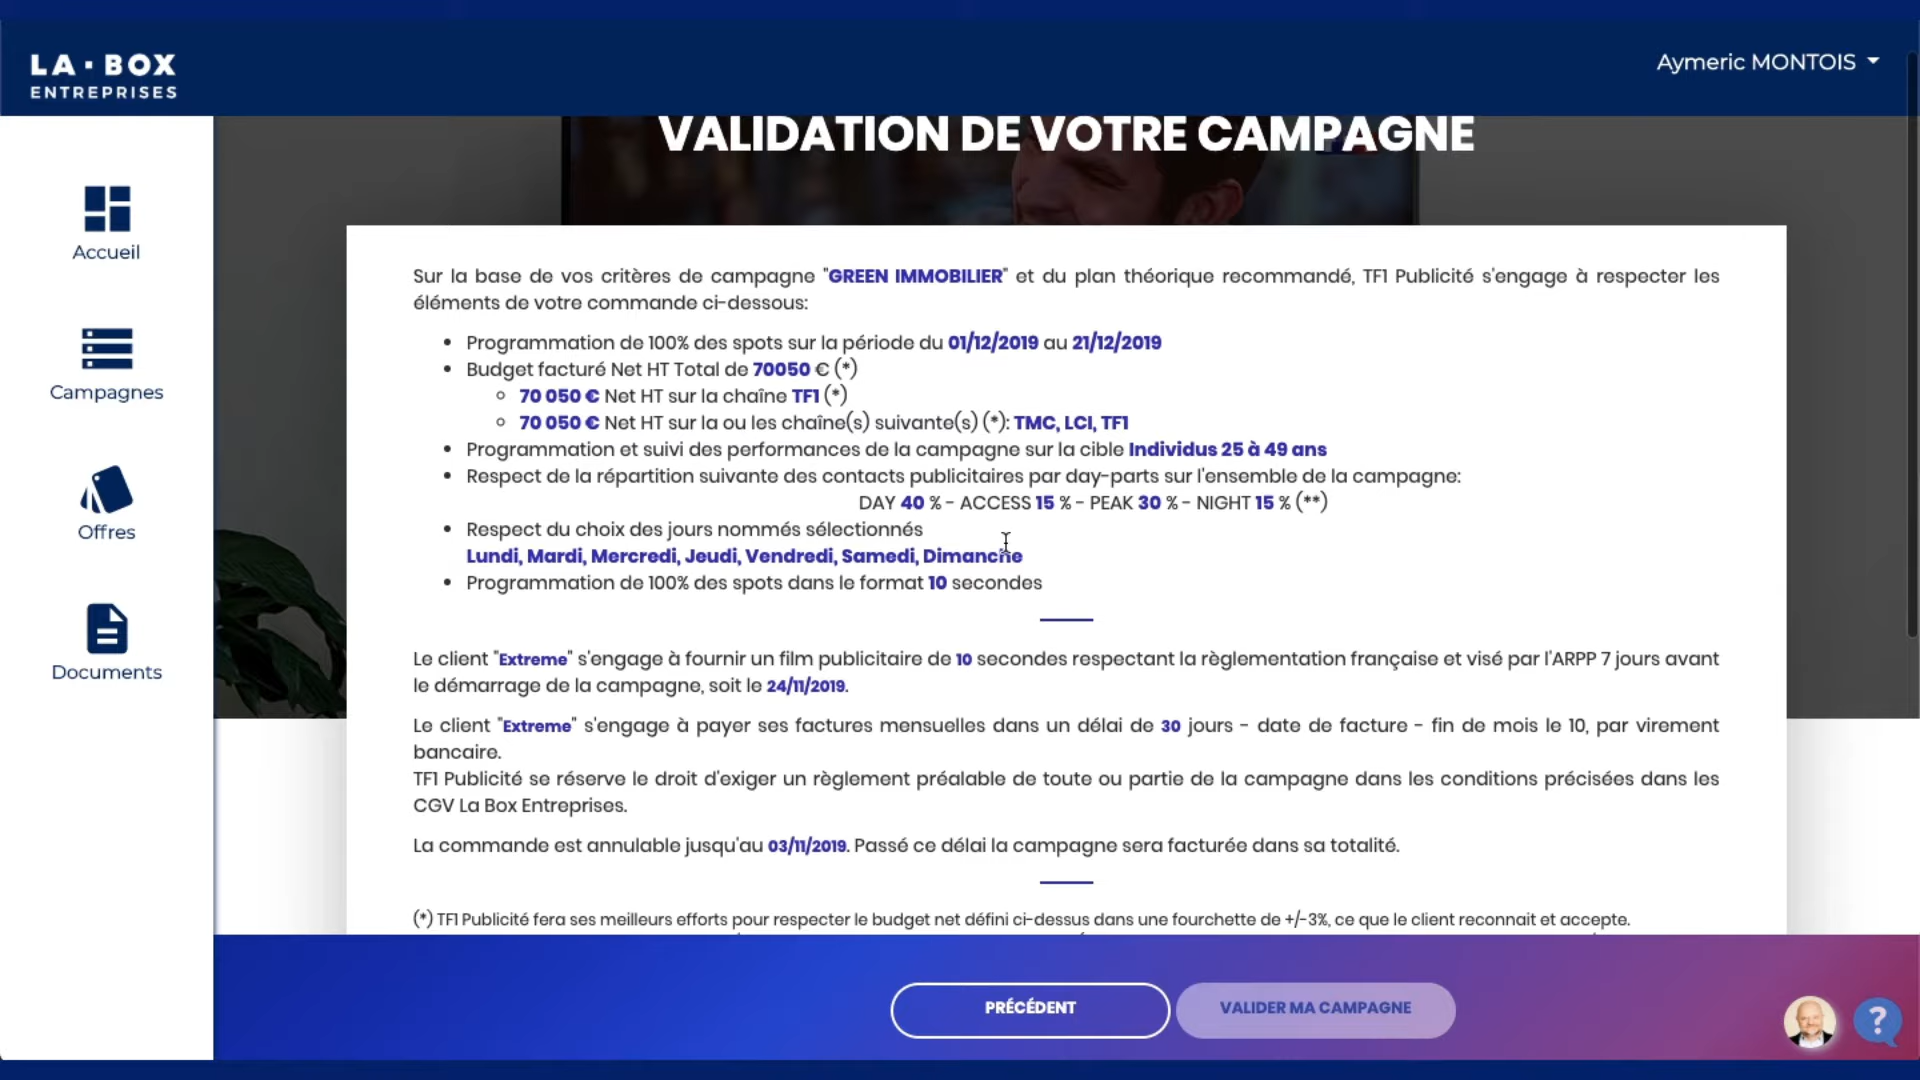 LA·BOX
ENTREPRISES
Aymeric MONTOIS
VALIDATION DE VOTRE CAMPAGNE
Accueil
Campagnes
Offres
Documents
Sur la base de vos critères de campagne "GREEN IMMOBILIER" et du plan théorique recommandé, TF1 Publicité s'engage à respecter les
éléments de votre commande ci-dessous:
• Programmation de 100% des spots sur la période du 01/12/2019 au 21/12/2019
• Budget facturé Net HT Total de 70050 € (*)
○ 70 050 € Net HT sur la chaîne TF1 (*)
○ 70 050 € Net HT sur la ou les chaîne(s) suivante(s) (*): TMC, LCI, TF1
• Programmation et suivi des performances de la campagne sur la cible Individus 25 à 49 ans
• Respect de la répartition suivante des contacts publicitaires par day-parts sur l'ensemble de la campagne:
DAY 40 % - ACCESS 15 % - PEAK 30 % - NIGHT 15 % (**)
• Respect du choix des jours nommés sélectionnés
Lundi, Mardi, Mercredi, Jeudi, Vendredi, Samedi, Dimanche
• Programmation de 100% des spots dans le format 10 secondes
Le client "Extreme" s'engage à fournir un film publicitaire de 10 secondes respectant la règlementation française et visé par l'ARPP 7 jours avant
le démarrage de la campagne, soit le 24/11/2019.
Le client "Extreme" s'engage à payer ses factures mensuelles dans un délai de 30 jours - date de facture - fin de mois le 10, par virement
bancaire.
TF1 Publicité se réserve le droit d'exiger un règlement préalable de toute ou partie de la campagne dans les conditions précisées dans les
CGV La Box Entreprises.
La commande est annulable jusqu'au 03/11/2019. Passé ce délai la campagne sera facturée dans sa totalité.
(*) TF1 Publicité fera ses meilleurs efforts pour respecter le budget net défini ci-dessus dans une fourchette de +/-3%, ce que le client reconnait et accepte.
PRÉCÉDENT
VALIDER MA CAMPAGNE
?